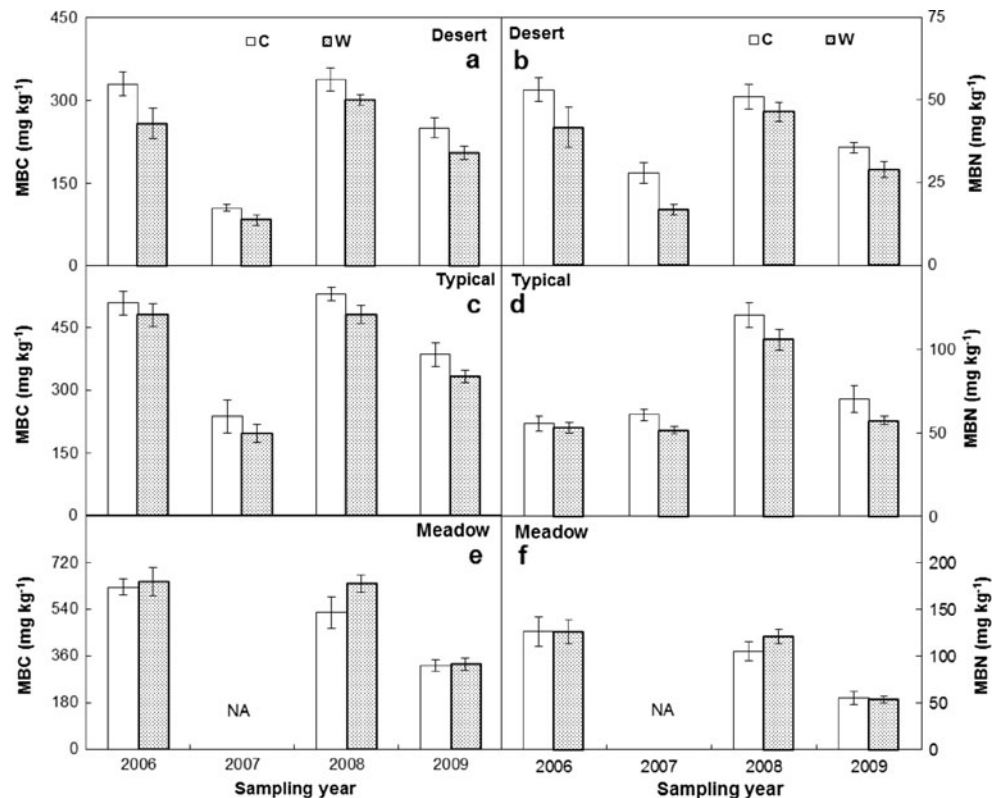 450
300
150
0
MBC (mg kg⁻¹)
C W Desert
a
Desert
b
C W
75
50
25
0
MBN (mg kg⁻¹)
450
300
150
0
MBC (mg kg⁻¹)
Typical
c
Typical
d
100
50
0
MBN (mg kg⁻¹)
720
540
360
180
0
MBC (mg kg⁻¹)
Meadow
e
NA
Meadow
f
NA
200
150
100
50
0
MBN (mg kg⁻¹)
2006 2007 2008 2009 2006 2007 2008 2009
Sampling year Sampling year